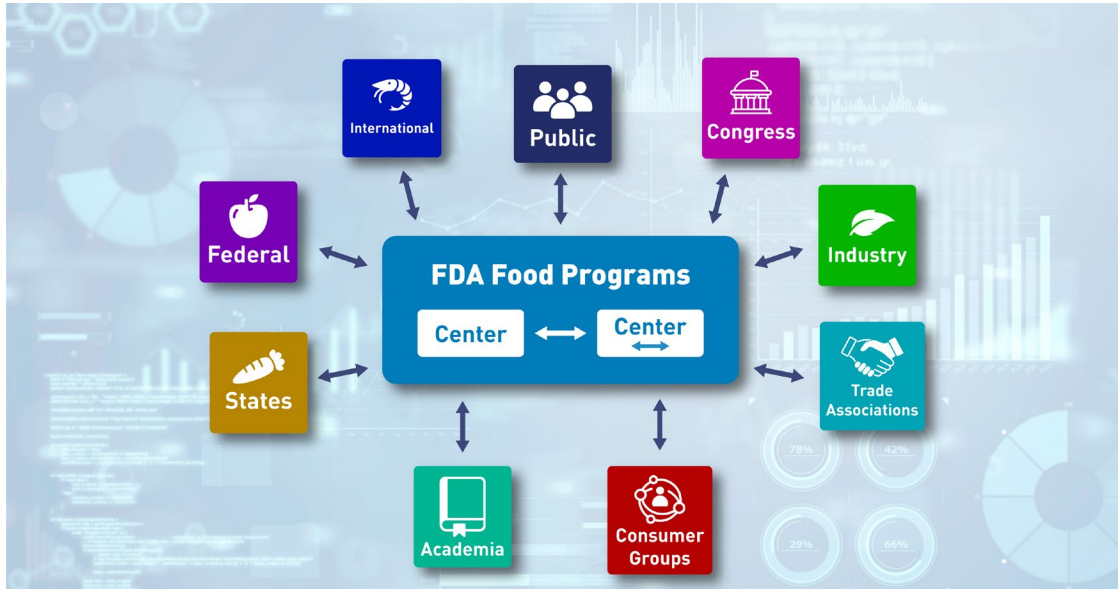 International
Public
Congress
Federal
Industry
FDA Food Programs
Center
Center
States
Trade
Associations
Academia
Consumer
Groups
78%
42%
29%
66%